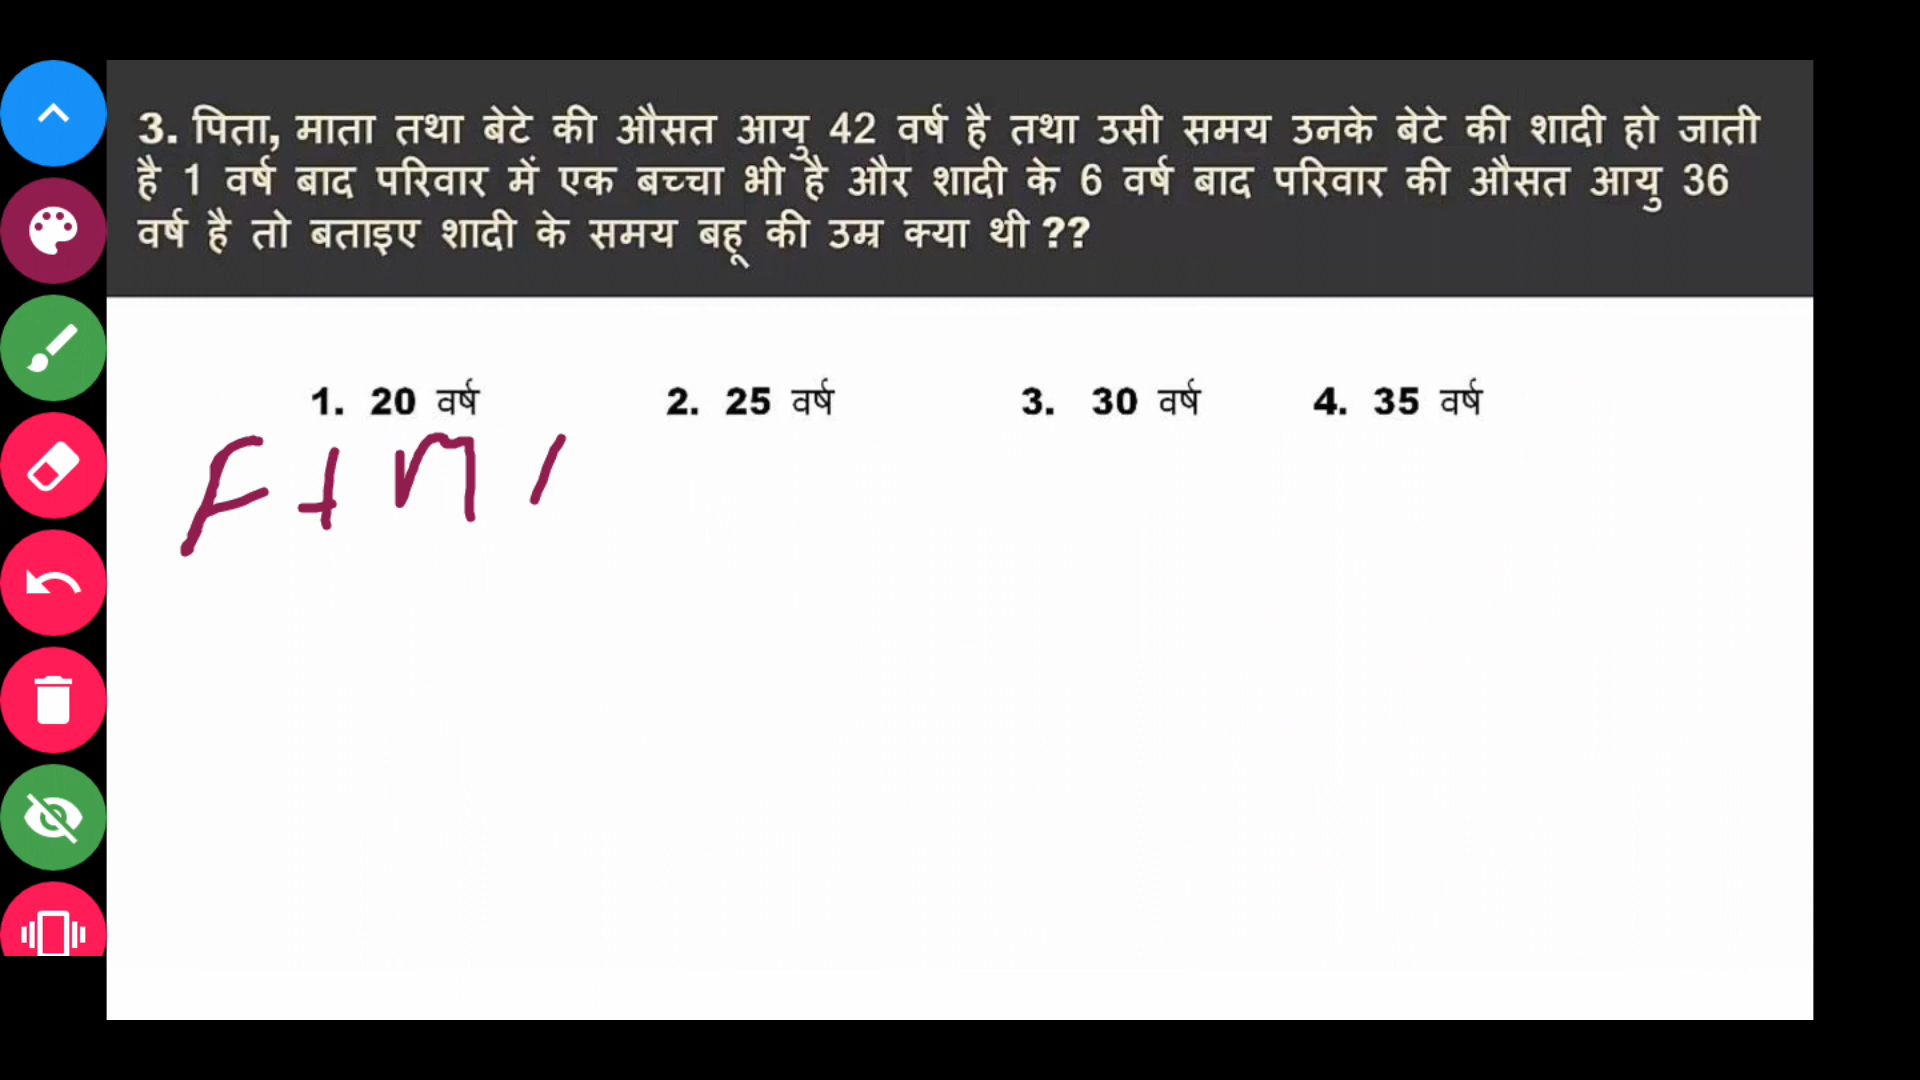 3. पिता, माता तथा बेटे की औसत आयु 42 वर्ष है तथा उसी समय उनके बेटे की शादी हो जाती
है 1 वर्ष बाद परिवार में एक बच्चा भी है और शादी के 6 वर्ष बाद परिवार की औसत आयु 36
वर्ष है तो बताइए शादी के समय बहू की उम्र क्या थी ??
1. 20 वर्ष 2. 25 वर्ष 3. 30 वर्ष 4. 35 वर्ष
F + M /